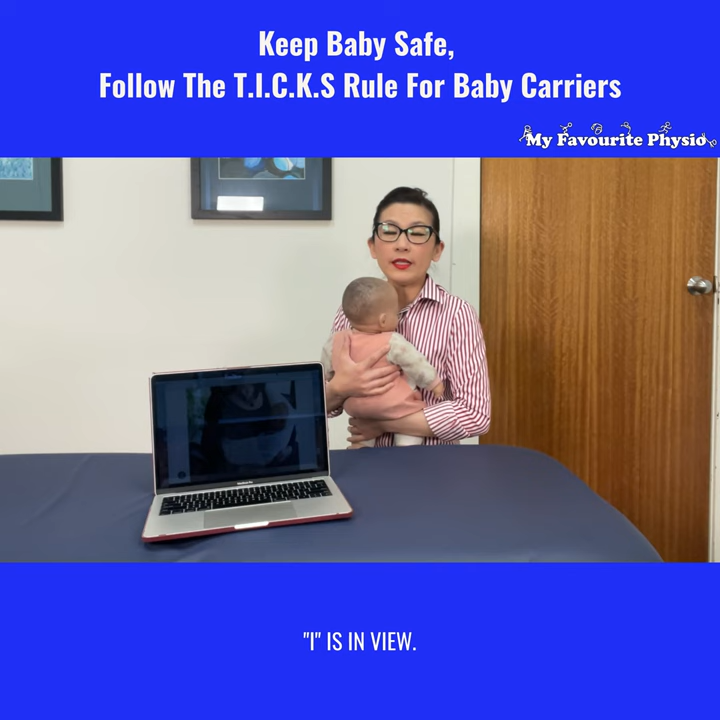 Keep Baby Safe,
Follow The T.I.C.K.S Rule For Baby Carriers
My Favourite Physio
"I" IS IN VIEW.